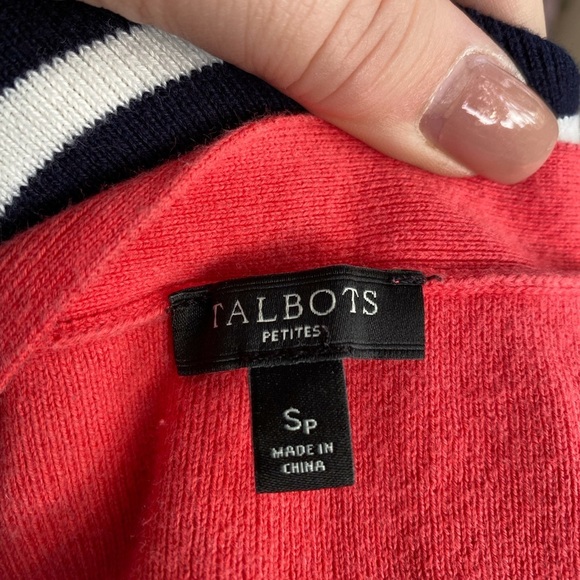 TALBOTS
PETITES
SP
MADE IN
CHINA